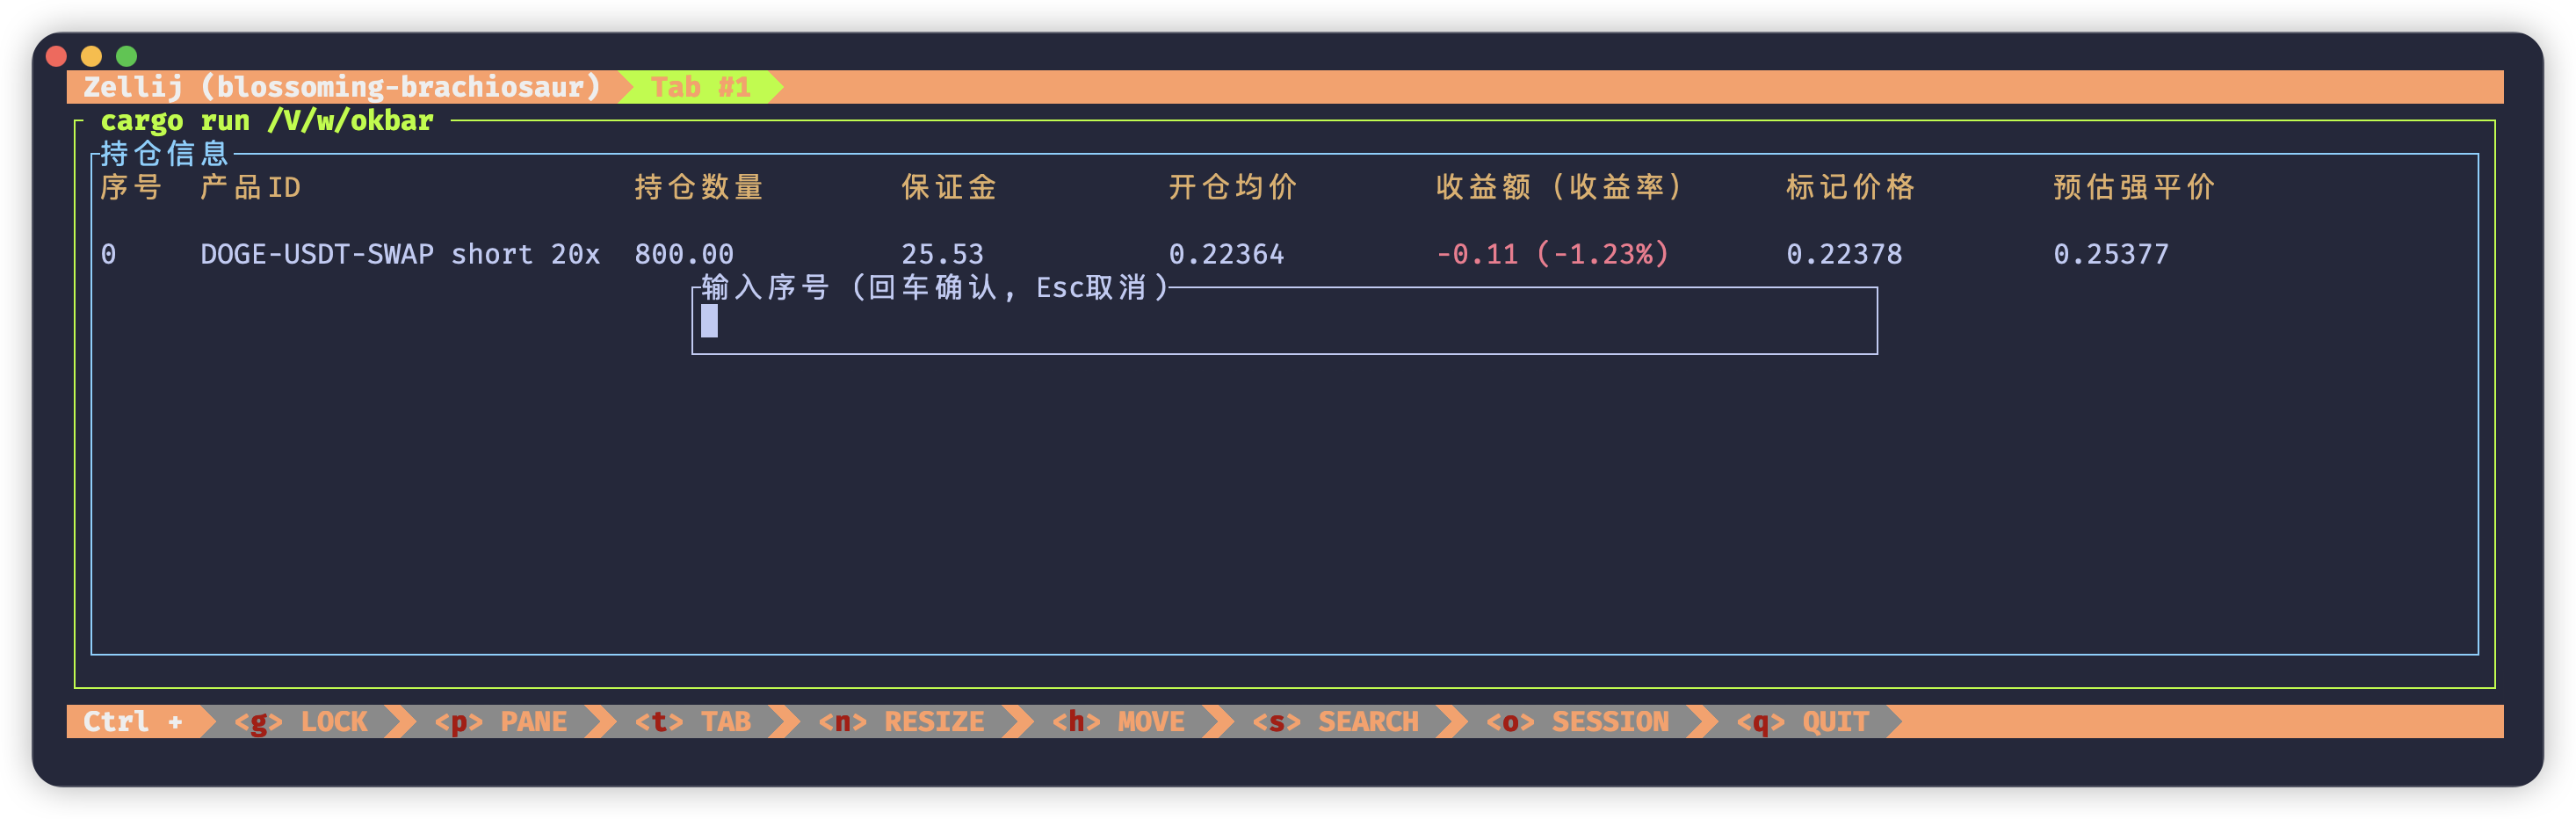 Zellij (blossoming-brachiosaur) Tab #1
cargo run /V/w/okbar
持仓信息
序号 产品ID 持仓数量 保证金 开仓均价 收益额（收益率） 标记价格 预估强平价
0 DOGE-USDT-SWAP short 20x 800.00 25.53 0.22364 -0.11 (-1.23%) 0.22378 0.25377
输入序号（回车确认, Esc取消）
Ctrl + <g> LOCK <p> PANE <t> TAB <n> RESIZE <h> MOVE <s> SEARCH <o> SESSION <q> QUIT